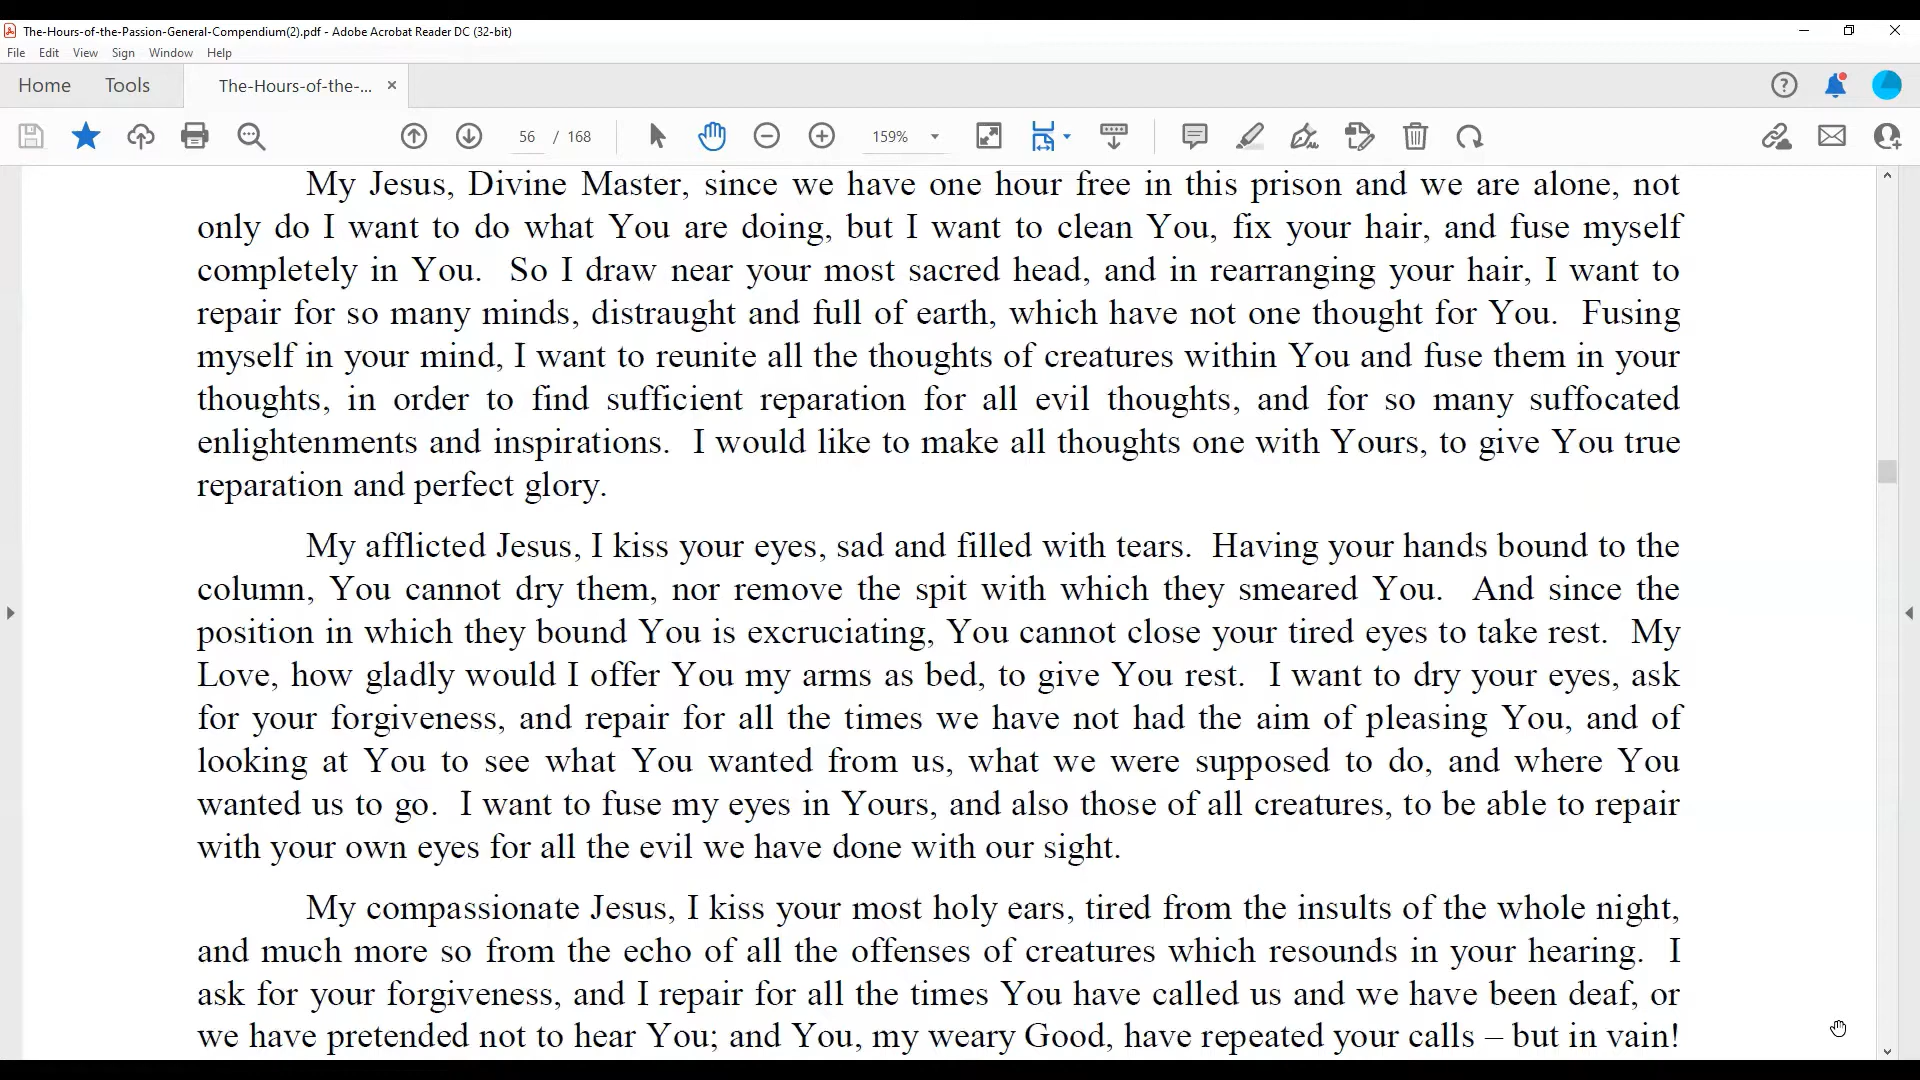 The-Hours-of-the-Passion-General-Compendium(2).pdf - Adobe Acrobat Reader DC (32-bit)
File Edit View Sign Window Help
Home Tools The-Hours-of-the-...
56 / 168 159%
My Jesus, Divine Master, since we have one hour free in this prison and we are alone, not
only do I want to do what You are doing, but I want to clean You, fix your hair, and fuse myself
completely in You. So I draw near your most sacred head, and in rearranging your hair, I want to
repair for so many minds, distraught and full of earth, which have not one thought for You. Fusing
myself in your mind, I want to reunite all the thoughts of creatures within You and fuse them in your
thoughts, in order to find sufficient reparation for all evil thoughts, and for so many suffocated
enlightenments and inspirations. I would like to make all thoughts one with Yours, to give You true
reparation and perfect glory.
My afflicted Jesus, I kiss your eyes, sad and filled with tears. Having your hands bound to the
column, You cannot dry them, nor remove the spit with which they smeared You. And since the
position in which they bound You is excruciating, You cannot close your tired eyes to take rest. My
Love, how gladly would I offer You my arms as bed, to give You rest. I want to dry your eyes, ask
for your forgiveness, and repair for all the times we have not had the aim of pleasing You, and of
looking at You to see what You wanted from us, what we were supposed to do, and where You
wanted us to go. I want to fuse my eyes in Yours, and also those of all creatures, to be able to repair
with your own eyes for all the evil we have done with our sight.
My compassionate Jesus, I kiss your most holy ears, tired from the insults of the whole night,
and much more so from the echo of all the offenses of creatures which resounds in your hearing. I
ask for your forgiveness, and I repair for all the times You have called us and we have been deaf, or
we have pretended not to hear You; and You, my weary Good, have repeated your calls – but in vain!